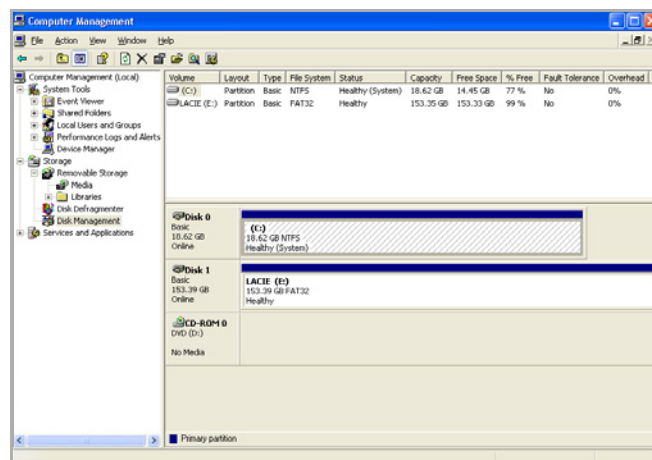 Computer Management
File Action View Window Help
Computer Management (Local)
System Tools
Event Viewer
Shared Folders
Local Users and Groups
Performance Logs and Alerts
Device Manager
Storage
Removable Storage
Media
Libraries
Disk Defragmenter
Disk Management
Services and Applications
Volume Layout Type File System Status Capacity Free Space % Free Fault Tolerance Overhead
(C:) Partition Basic NTFS Healthy (System) 18.62 GB 14.45 GB 77 % No 0%
LACIE (E:) Partition Basic FAT32 Healthy 153.35 GB 153.33 GB 99 % No 0%
Disk 0
Basic
18.62 GB
Online
(C:)
18.62 GB NTFS
Healthy (System)
Disk 1
Basic
153.39 GB
Online
LACIE (E:)
153.39 GB FAT32
Healthy
CD-ROM 0
DVD (D:)
No Media
Primary partition